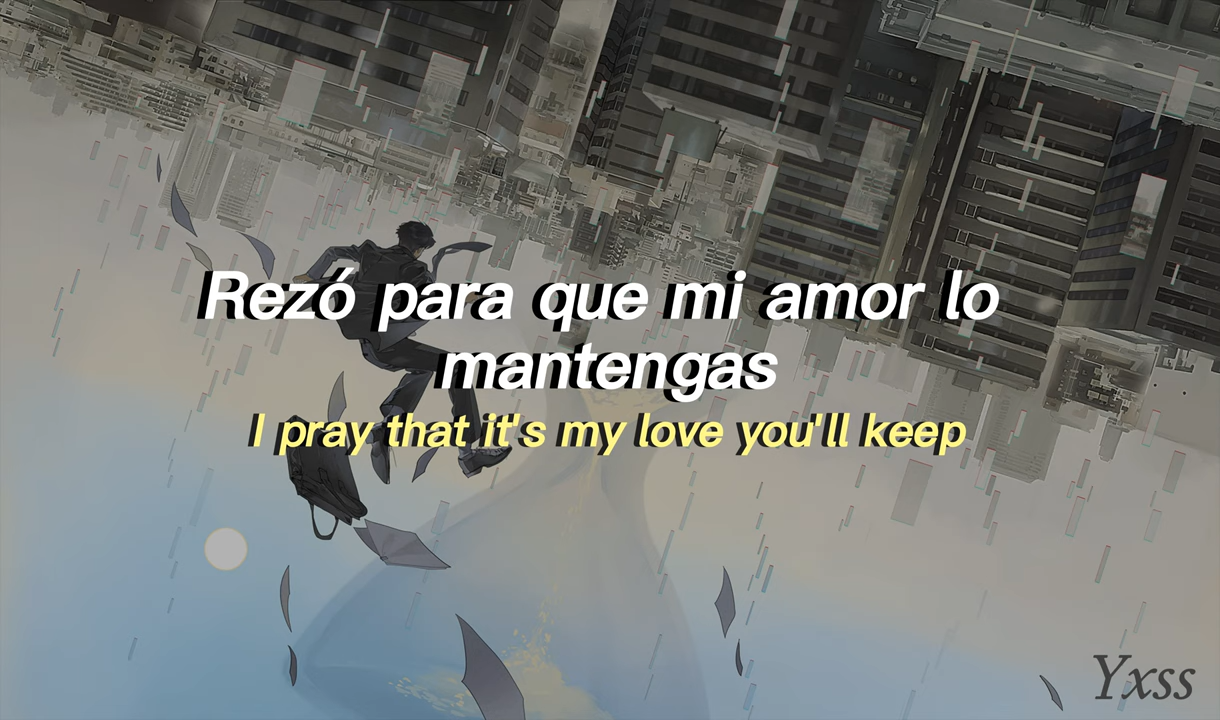 Rezó para que mi amor lo
mantengas
I pray that it's my love you'll keep
Yxss